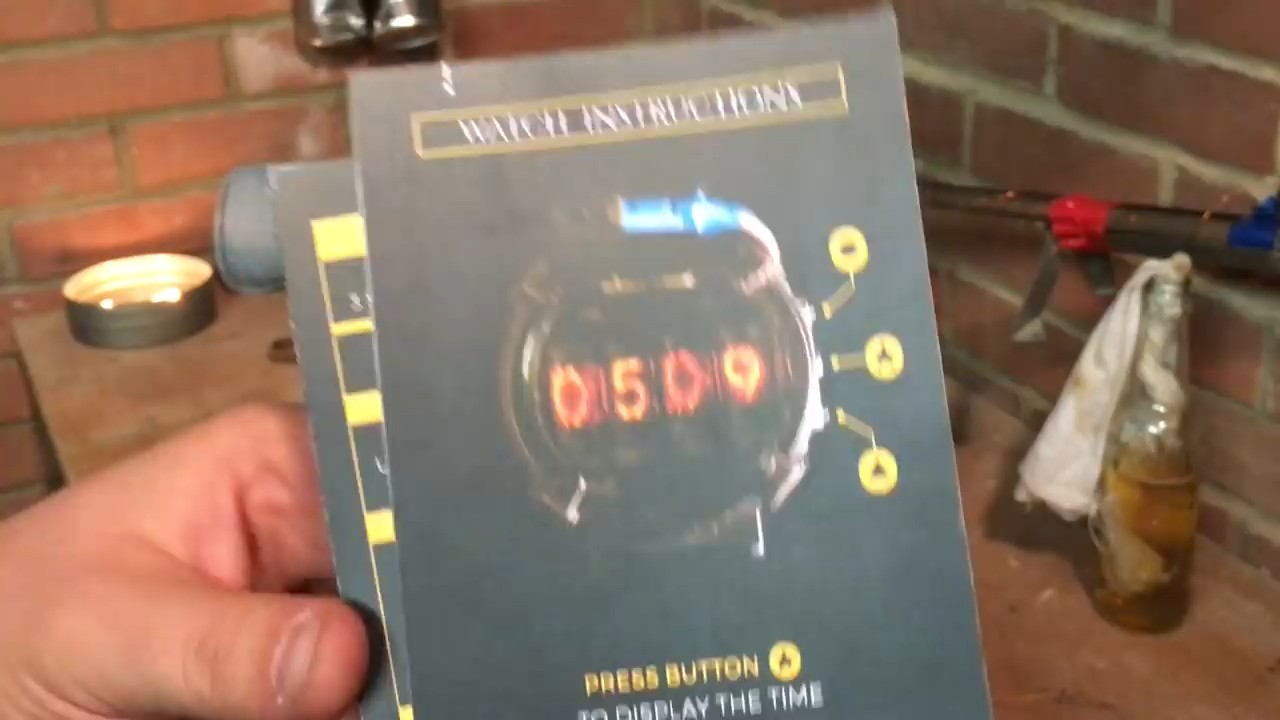 WATCH INSTRUCTIONS
0509
PRESS BUTTON A
TO DISPLAY THE TIME